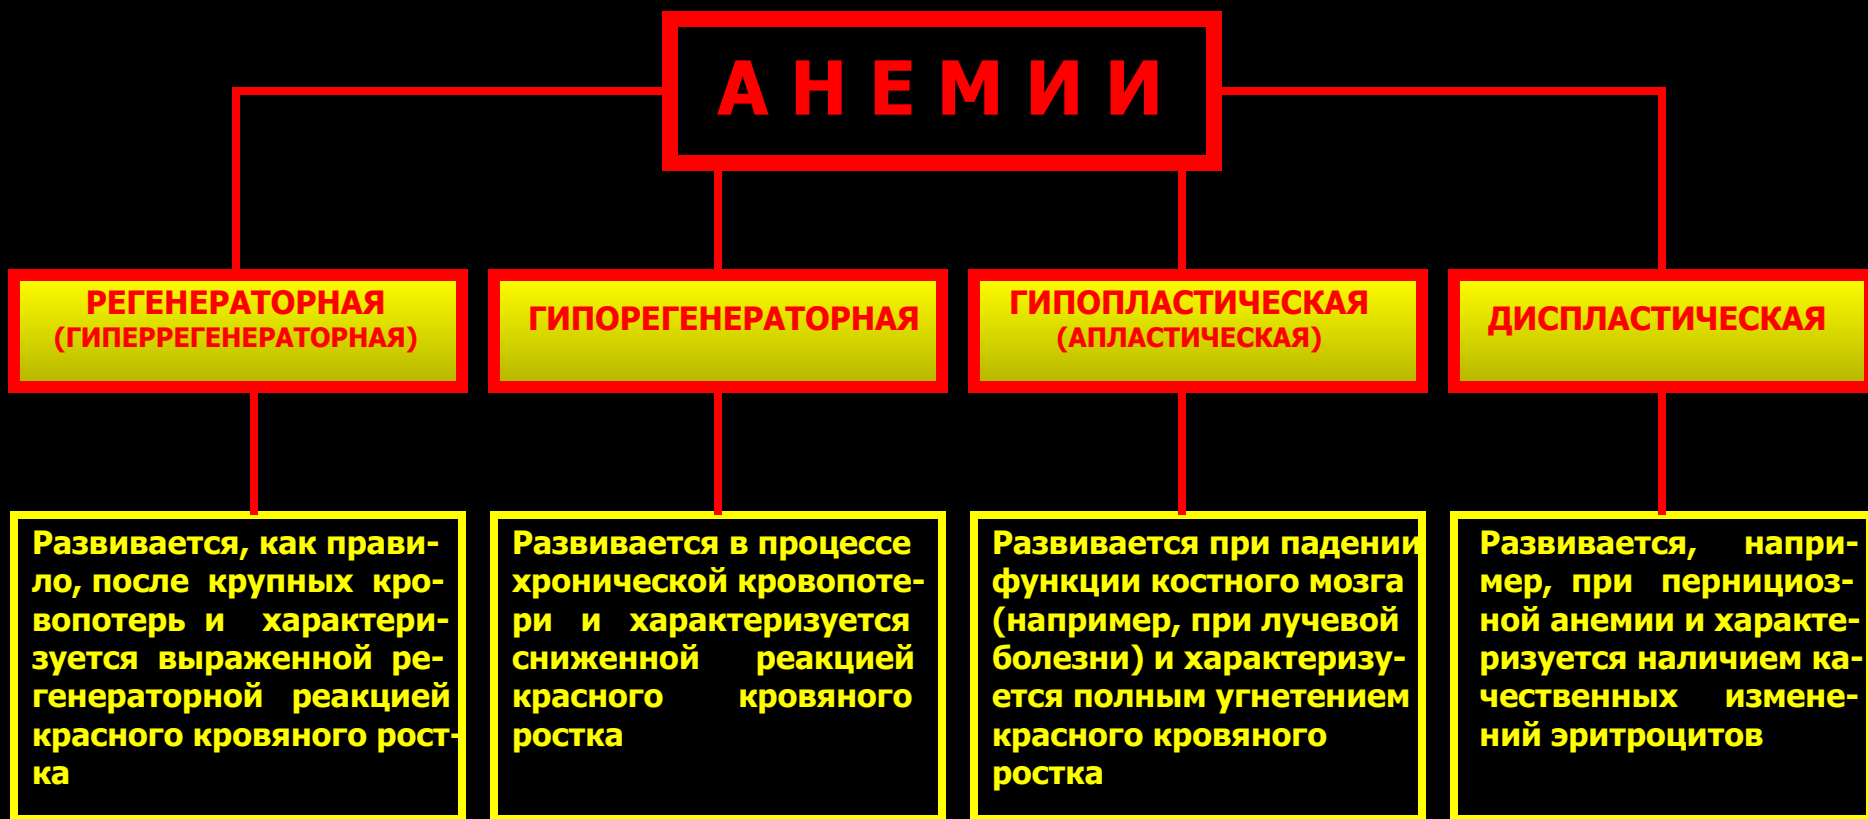 АНЕМИИ
РЕГЕНЕРАТОРНАЯ
(ГИПЕРРЕГЕНЕРАТОРНАЯ)
ГИПОРЕГЕНЕРАТОРНАЯ
ГИПОПЛАСТИЧЕСКАЯ
(АПЛАСТИЧЕСКАЯ)
ДИСПЛАСТИЧЕСКАЯ
Развивается, как прави-
ло, после крупных кро-
вопотерь и характери-
зуется выраженной ре-
генераторной реакцией
красного кровяного рост-
ка
Развивается в процессе
хронической кровопоте-
ри и характеризуется
сниженной реакцией
красного кровяного
ростка
Развивается при падении
функции костного мозга
(например, при лучевой
болезни) и характеризу-
ется полным угнетением
красного кровяного
ростка
Развивается, напри-
мер, при пернициоз-
ной анемии и характе-
ризуется наличием ка-
чественных измене-
ний эритроцитов